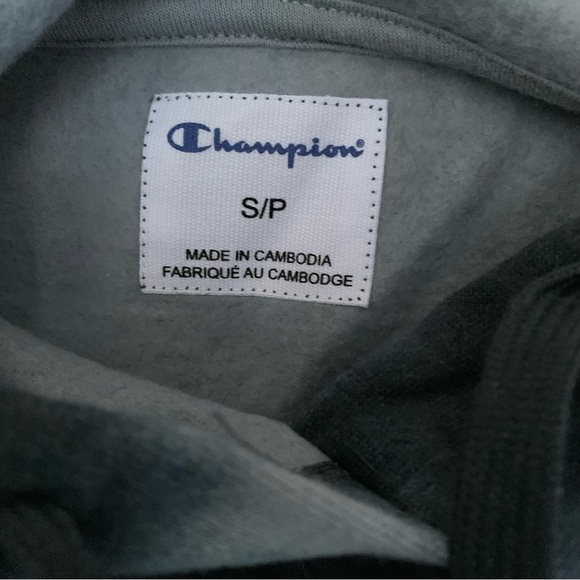 Champion®
S/P
MADE IN CAMBODIA
FABRIQUÉ AU CAMBODGE